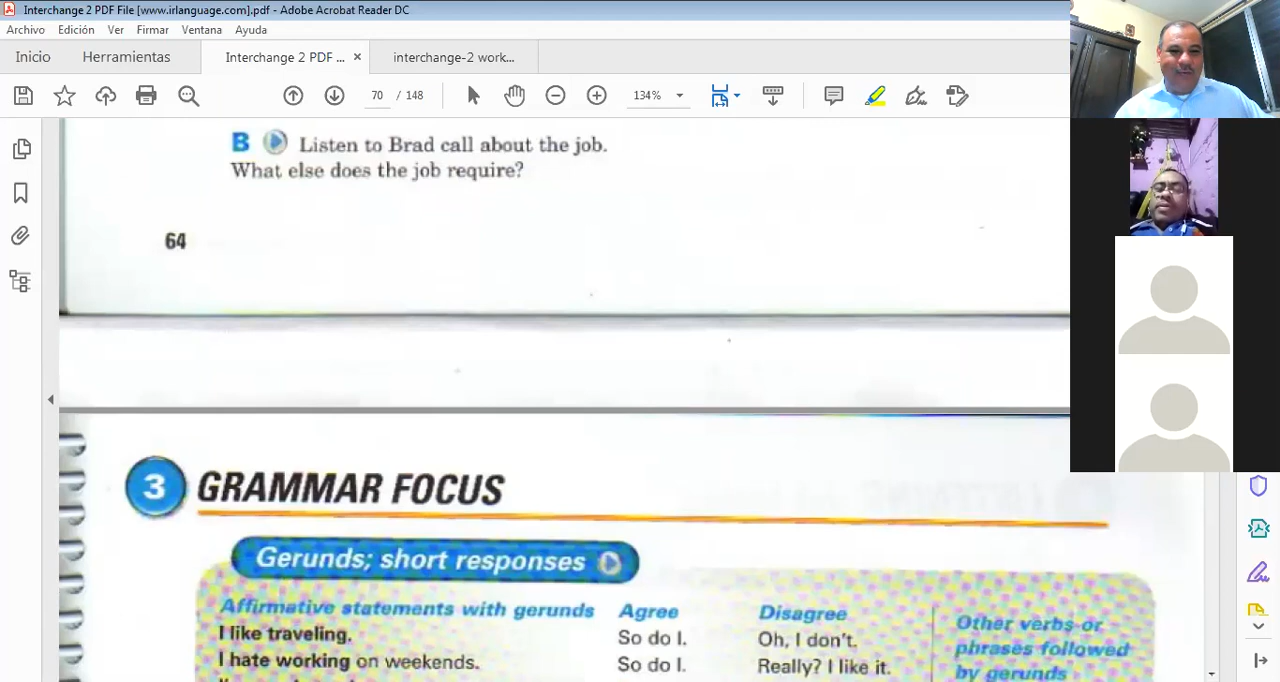 Interchange 2 PDF File [www.irlanguage.com].pdf - Adobe Acrobat Reader DC
Archivo Edición Ver Firmar Ventana Ayuda
Inicio Herramientas Interchange 2 PDF ... × interchange-2 work...
70 / 148 134%
B Listen to Brad call about the job.
What else does the job require?
64
3 GRAMMAR FOCUS
Gerunds; short responses
Affirmative statements with gerunds Agree Disagree Other verbs or
I like traveling. So do I. Oh, I don't. phrases followed
I hate working on weekends. So do I. Really? I like it. by gerunds